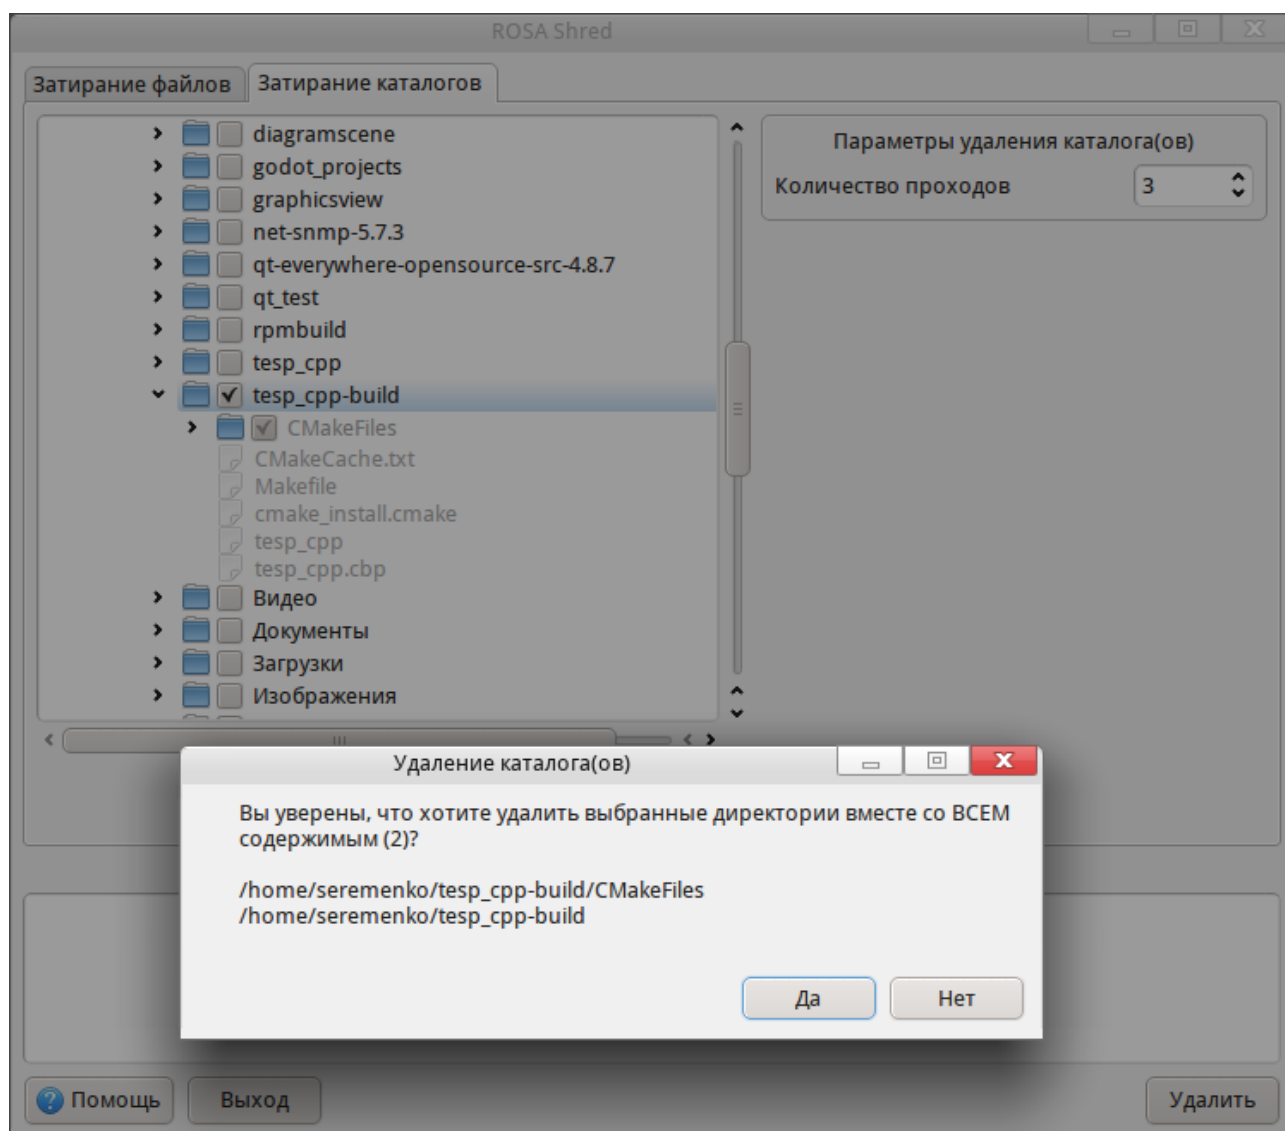 ROSA Shred
Затирание файлов
Затирание каталогов
diagramscene
godot_projects
graphicsview
net-snmp-5.7.3
qt-everywhere-opensource-src-4.8.7
qt_test
rpmbuild
tesp_cpp
tesp_cpp-build
CMakeFiles
CMakeCache.txt
Makefile
cmake_install.cmake
tesp_cpp
tesp_cpp.cbp
Видео
Документы
Загрузки
Изображения
Параметры удаления каталога(ов)
Количество проходов 3
Удаление каталога(ов)
Вы уверены, что хотите удалить выбранные директории вместе со ВСЕМ
содержимым (2)?
/home/seremenko/tesp_cpp-build/CMakeFiles
/home/seremenko/tesp_cpp-build
Да
Нет
Помощь
Выход
Удалить